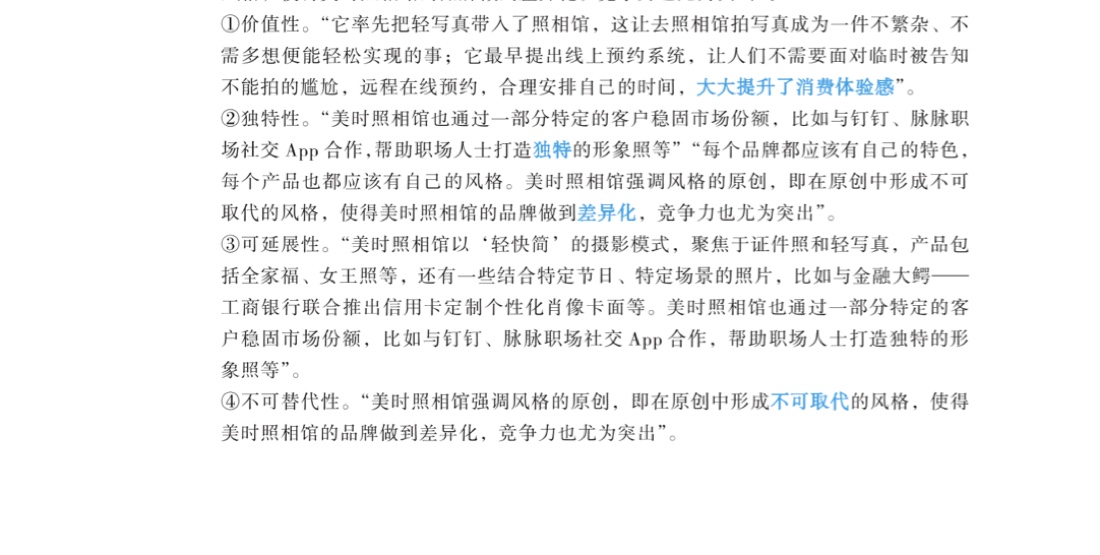 ①价值性。“它率先把轻写真带入了照相馆，这让去照相馆拍写真成为一件不繁杂、不
需多想便能轻松实现的事；它最早提出线上预约系统，让人们不需要面对临时被告知
不能拍的尴尬，远程在线预约，合理安排自己的时间，大大提升了消费体验感”。
②独特性。“美时照相馆也通过一部分特定的客户稳固市场份额，比如与钉钉、脉脉职
场社交 App 合作,帮助职场人士打造独特的形象照等”“每个品牌都应该有自己的特色，
每个产品也都应该有自己的风格。美时照相馆强调风格的原创，即在原创中形成不可
取代的风格，使得美时照相馆的品牌做到差异化，竞争力也尤为突出”。
③可延展性。“美时照相馆以‘轻快简’的摄影模式，聚焦于证件照和轻写真，产品包
括全家福、女王照等，还有一些结合特定节日、特定场景的照片，比如与金融大鳄——
工商银行联合推出信用卡定制个性化肖像卡面等。美时照相馆也通过一部分特定的客
户稳固市场份额，比如与钉钉、脉脉职场社交 App 合作，帮助职场人士打造独特的形
象照等”。
④不可替代性。“美时照相馆强调风格的原创，即在原创中形成不可取代的风格，使得
美时照相馆的品牌做到差异化，竞争力也尤为突出”。